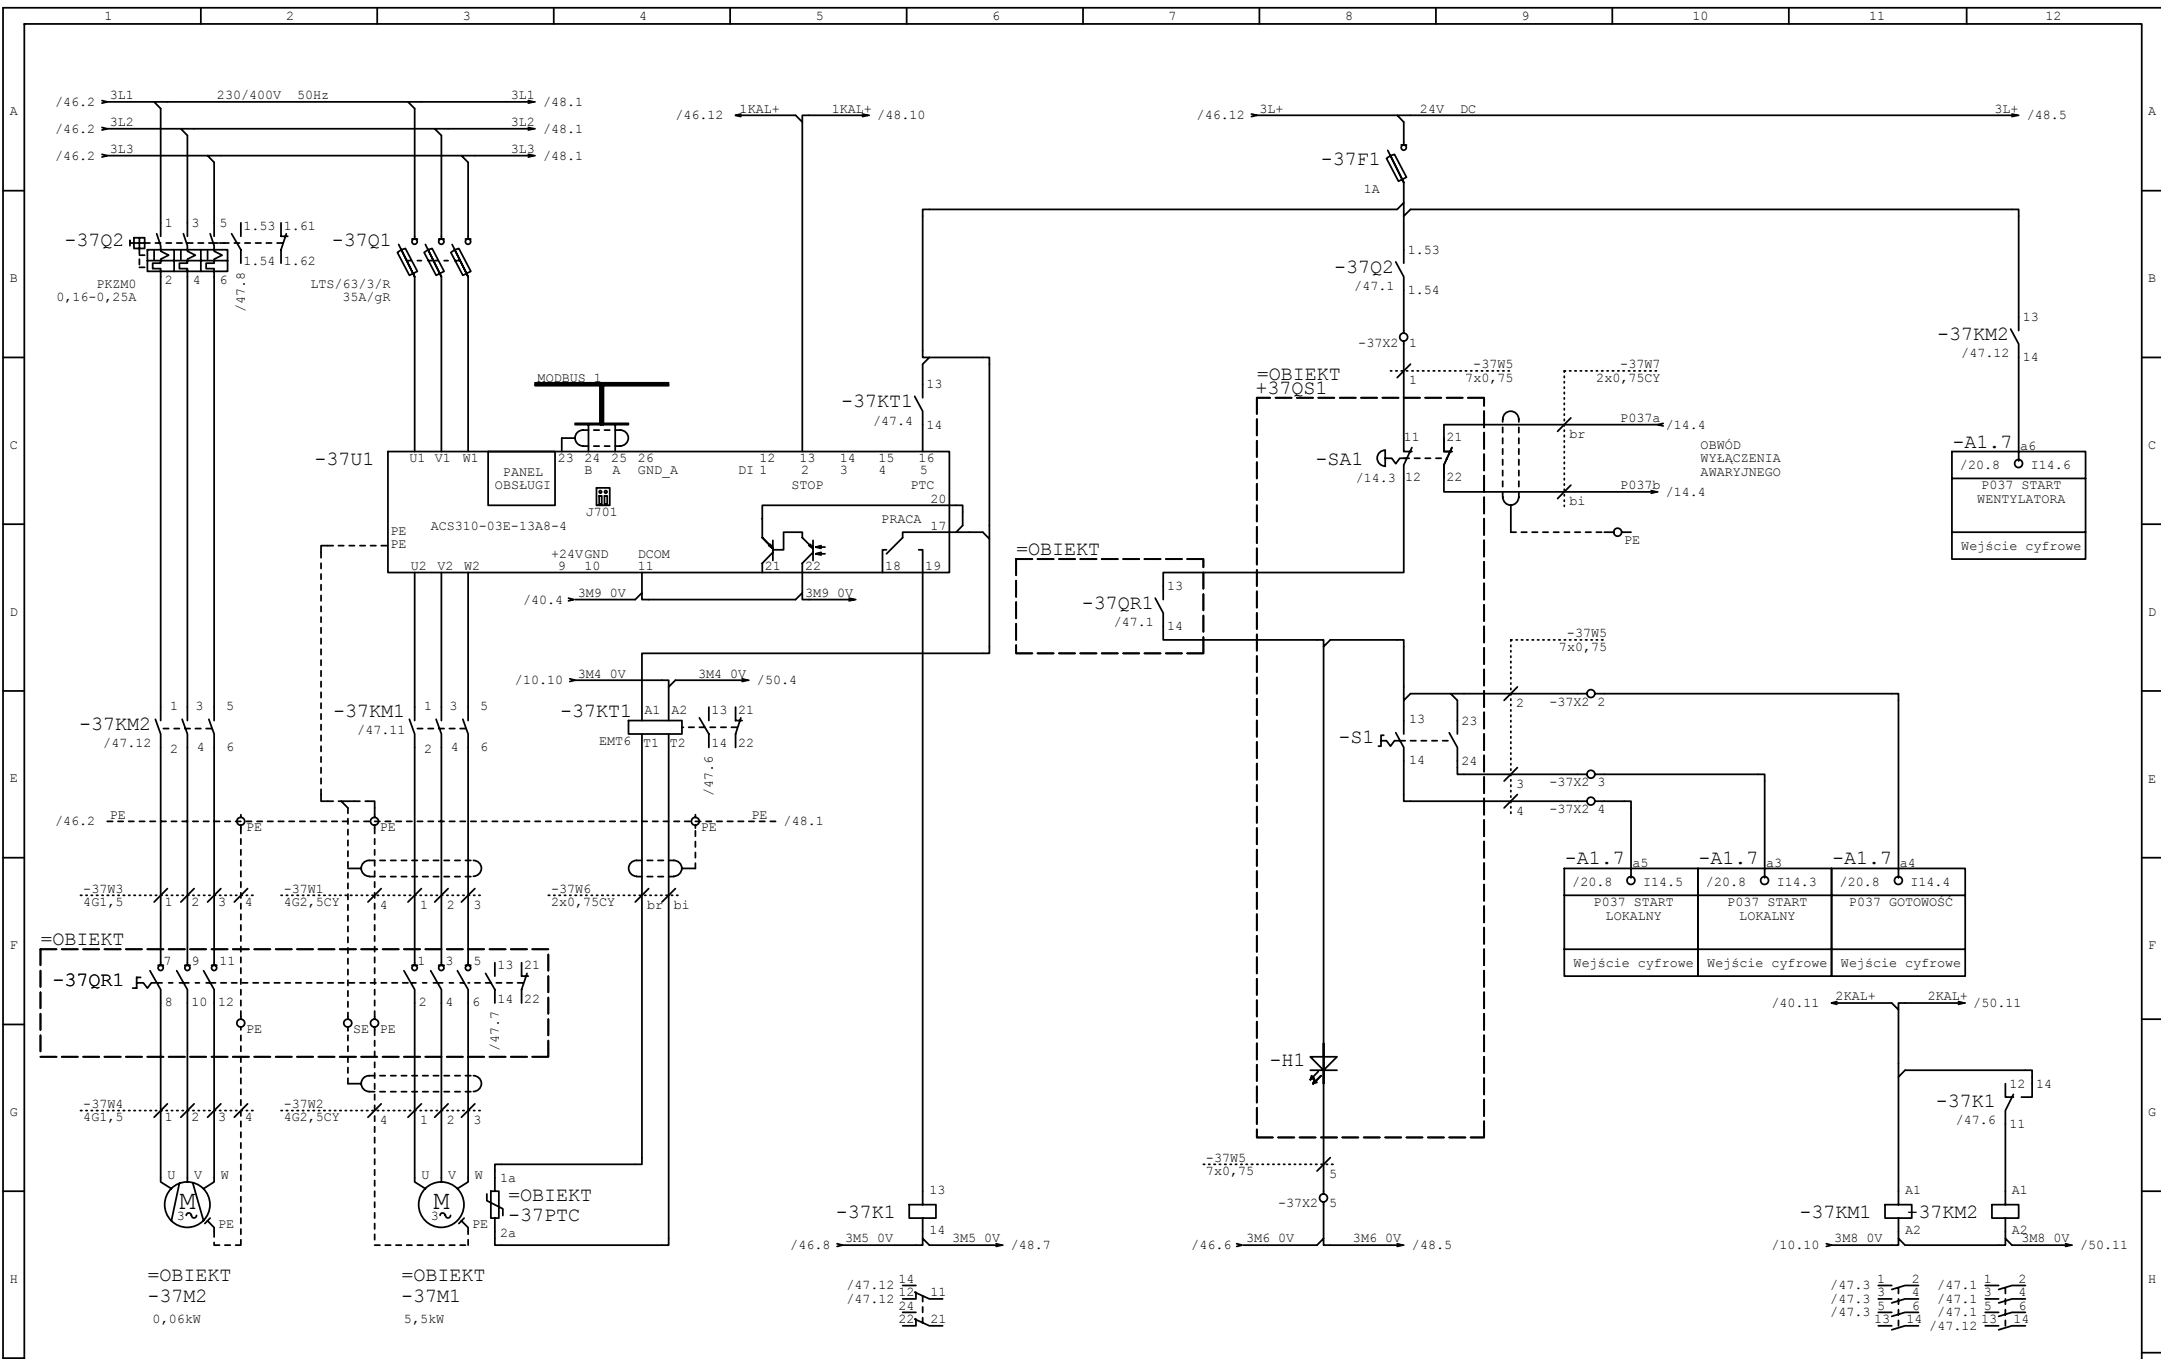 1 2 3 4 5 6 7 8 9 10 11 12
A A
B B
C C
D D
E E
F F
G G
H H
/46.2 3L1 230/400V 50Hz 3L1 /48.1
/46.2 3L2 3L2 /48.1
/46.2 3L3 3L3 /48.1
/46.12 1KAL+ 1KAL+ /48.10
/46.12 3L+ 24V DC 3L+ /48.5
-37F1
1A
-37Q2
1 3 5 1.53 1.61
1.54 1.62
2 4 6 /47.8
PKZM0
0,16-0,25A
-37Q1
LTS/63/3/R
35A/gR
1.53
-37Q2
/47.1 1.54
-37X2 1
13
-37KM2
/47.12 14
MODBUS 1
13
-37KT1
/47.4 14
=OBIEKT
+37QS1
-37W5
7x0,75
1
-37W7
2x0,75CY
P037a /14.4
br
OBWÓD
WYŁĄCZENIA
AWARYJNEGO
11 21
-SA1
/14.3 12 22
P037b /14.4
bi
PE
-A1.7 a6
/20.8 I14.6
P037 START
WENTYLATORA
Wejście cyfrowe
-37U1
U1 V1 W1 23 24 25 26 12 13 14 15 16
B A GND_A DI 1 2 3 4 5
PANEL
OBSŁUGI
STOP PTC
J701
20
ACS310-03E-13A8-4
PRACA 17
PE
PE
+24V GND DCOM
U2 V2 W2 9 10 11 21 22 18 19
/40.4 3M9 0V 3M9 0V
=OBIEKT
13
-37QR1
/47.1 14
-37W5
7x0,75
/10.10 3M4 0V 3M4 0V /50.4
-37KM2
/47.12
1 3 5
2 4 6
-37KM1
/47.11
1 3 5
2 4 6
-37KT1
A1 A2 13 21
EMT6 T1 T2 14 22
/47.6
2 -37X2 2
13 23
-S1
14 24
3 -37X2 3
4 -37X2 4
/46.2 PE PE /48.1
PE PE PE
-A1.7 a5 -A1.7 a3 -A1.7 a4
/20.8 I14.5 /20.8 I14.3 /20.8 I14.4
P037 START
LOKALNY
P037 START
LOKALNY
P037 GOTOWOŚĆ
Wejście cyfrowe Wejście cyfrowe Wejście cyfrowe
-37W3
4G1,5
1 2 3 4
-37W1
4G2,5CY
4 1 2 3
-37W6
2x0,75CY
br bi
=OBIEKT
-37QR1
7 9 11 1 3 5 13 21
8 10 12 2 4 6 14 22
/47.7
PE SE PE
/40.11 2KAL+ 2KAL+ /50.11
-H1
12 14
-37K1
/47.6 11
-37W4
4G1,5
1 2 3 4
-37W2
4G2,5CY
4 1 2 3
-37W5
7x0,75
5
-37X2 5
U V W
M
3~
PE
U V W
M
3~
PE
1a
=OBIEKT
-37PTC
2a
13
-37K1
14
A1
-37KM1
A2
A1
-37KM2
A2
/46.8 3M5 0V 3M5 0V /48.7
/46.6 3M6 0V 3M6 0V /48.5
/10.10 3M8 0V 3M8 0V /50.11
=OBIEKT
-37M2
0,06kW
=OBIEKT
-37M1
5,5kW
/47.12 14
/47.12 12 11
24
22 21
/47.3 1 2
/47.3 3 4
/47.3 5 6
13 14
/47.1 1 2
/47.1 3 4
/47.1 5 6
/47.12 13 14